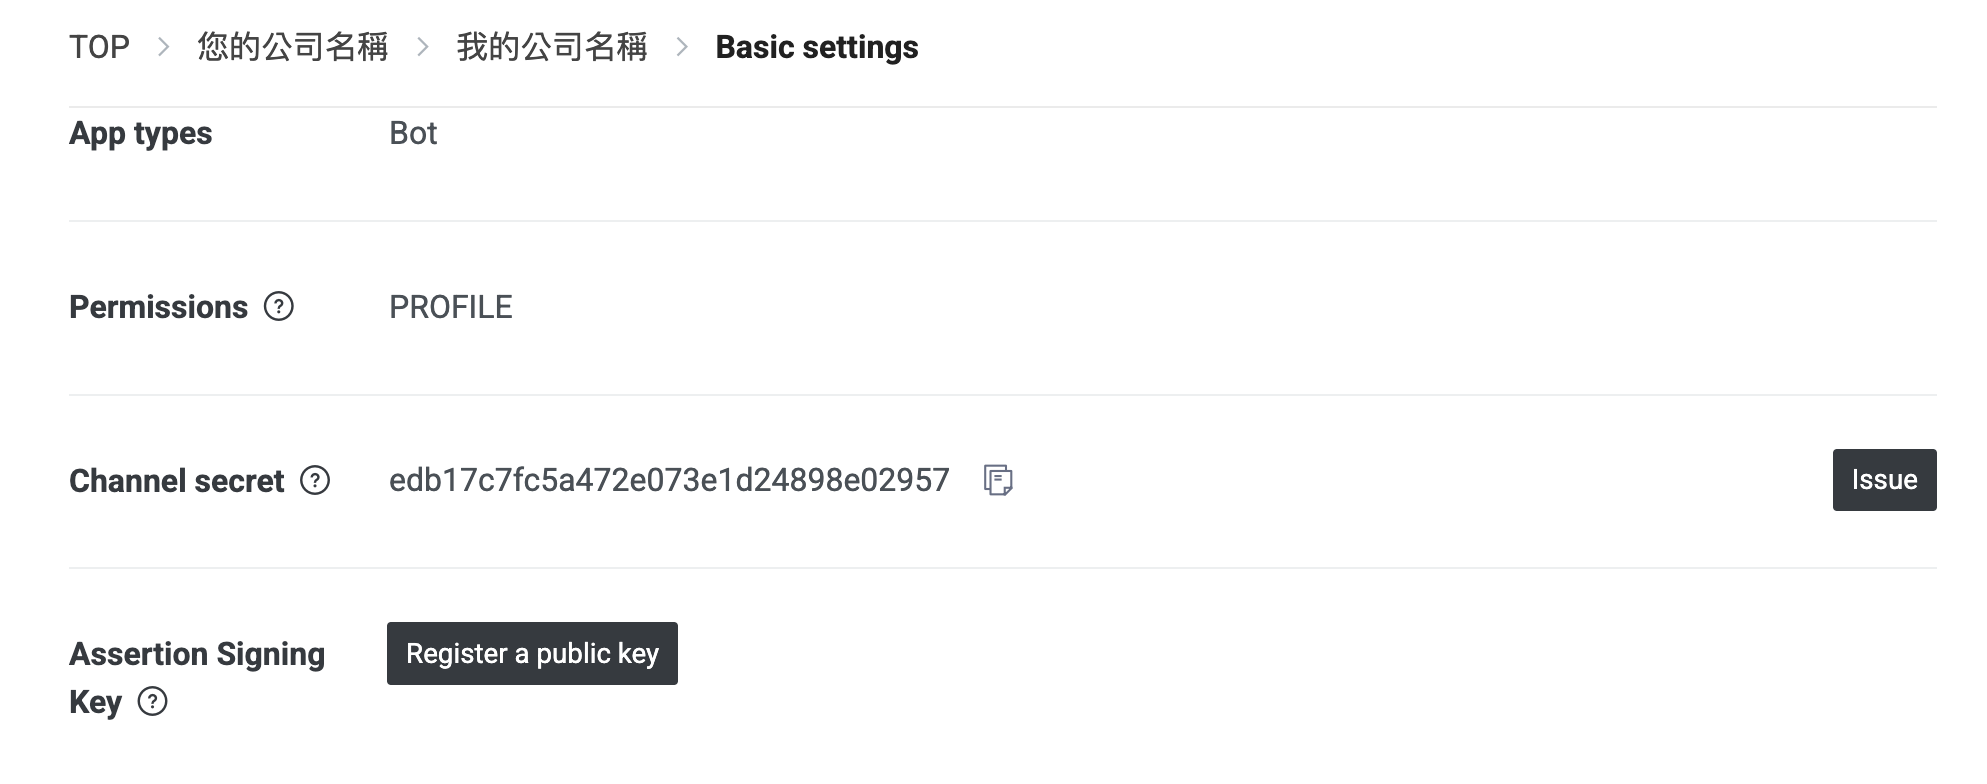 TOP > 您的公司名稱 > 我的公司名稱 > Basic settings
App types Bot
Permissions ? PROFILE
Channel secret ? edb17c7fc5a472e073e1d24898e02957 Issue
Assertion Signing Register a public key
Key ?